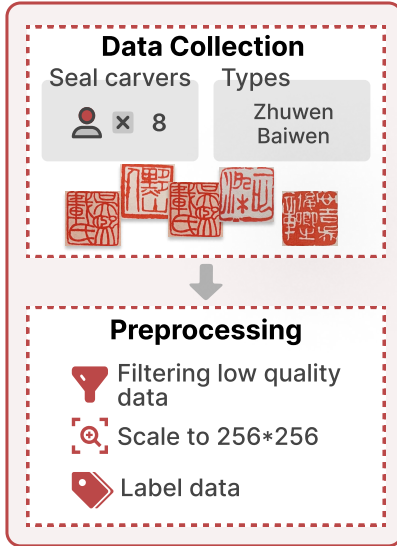 Data Collection
Seal carvers
Types
× 8
Zhuwen
Baiwen
Preprocessing
Filtering low quality
data
Scale to 256*256
Label data